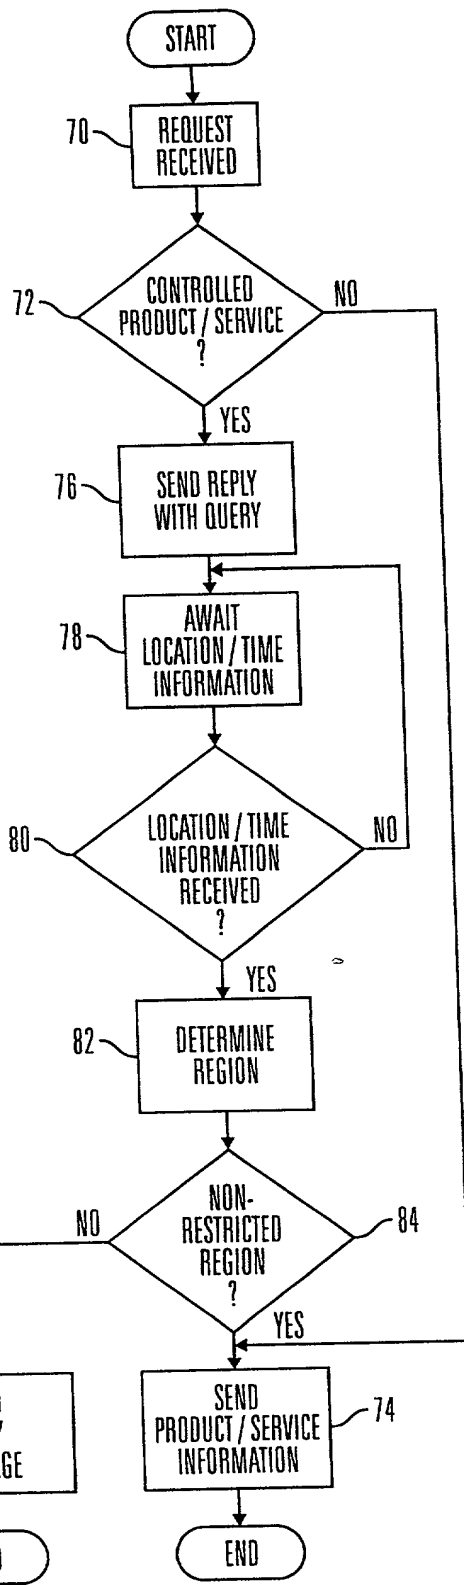 START
70
REQUEST
RECEIVED
72
CONTROLLED
PRODUCT / SERVICE
?
NO
YES
76
SEND REPLY
WITH QUERY
78
AWAIT
LOCATION / TIME
INFORMATION
80
LOCATION / TIME
INFORMATION
RECEIVED
?
NO
YES
82
DETERMINE
REGION
NO
NON-
RESTRICTED
REGION
?
84
YES
SEND
PRODUCT / SERVICE
INFORMATION
74
END